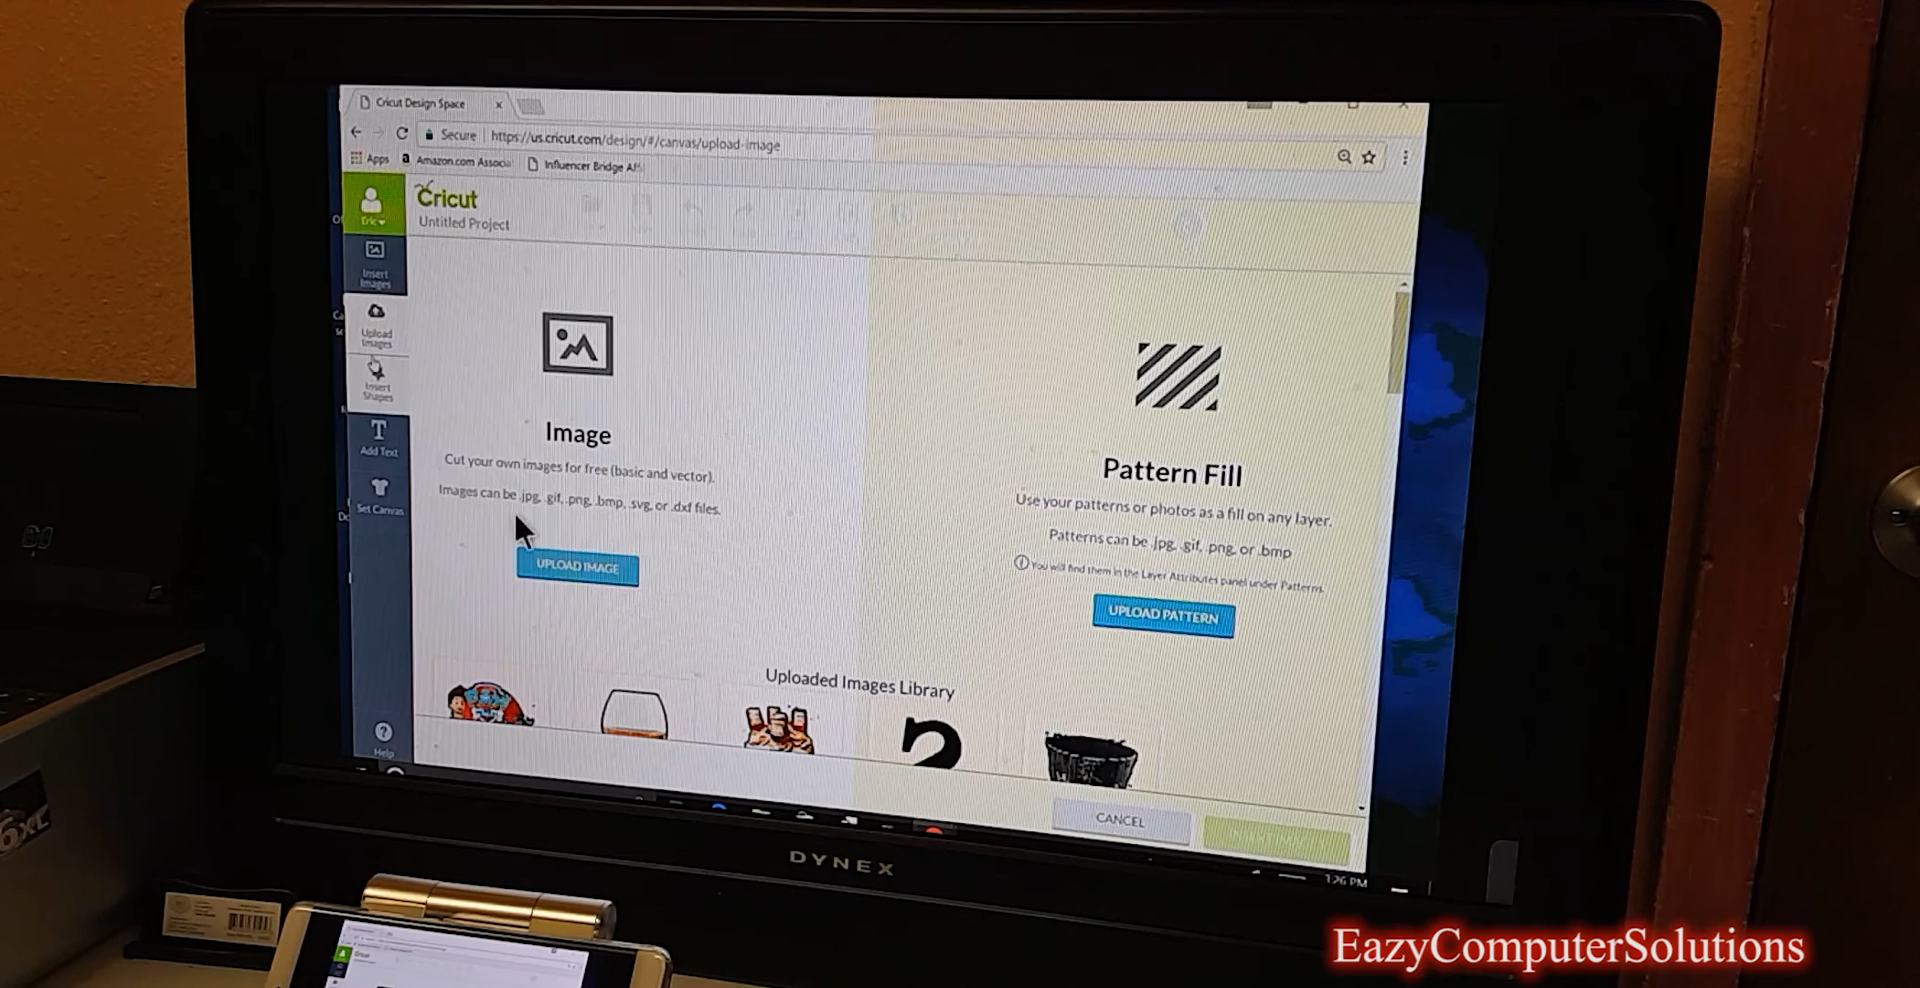 Cricut Design Space
Secure
https://us.cricut.com/design/#/canvas/upload-image
Apps
Amazon.com Associa
Influencer Bridge Aff
Eric
Cricut
Untitled Project
Insert Images
Upload Images
Insert Shapes
Add Text
Set Canvas
Help
Image
Cut your own images for free (basic and vector).
Images can be .jpg, .gif, .png, .bmp, .svg, or .dxf files.
UPLOAD IMAGE
Pattern Fill
Use your patterns or photos as a fill on any layer.
Patterns can be .jpg, .gif, .png, or .bmp
You will find them in the Layer Attributes panel under Patterns.
UPLOAD PATTERN
Uploaded Images Library
2
CANCEL
1:26 PM
DYNEX
EazyComputerSolutions